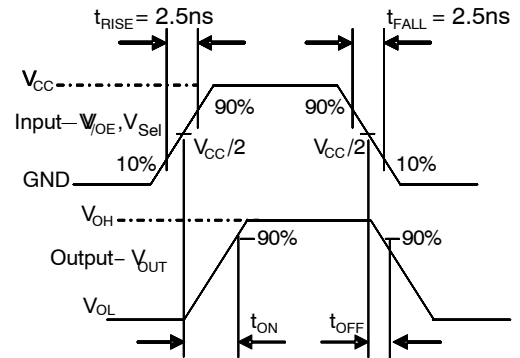 tRISE = 2.5ns tFALL = 2.5ns
VCC
90% 90%
Input– V/OE, VSel
VCC/2 VCC/2
10% 10%
GND
VOH
90% 90%
Output– VOUT
VOL
tON tOFF